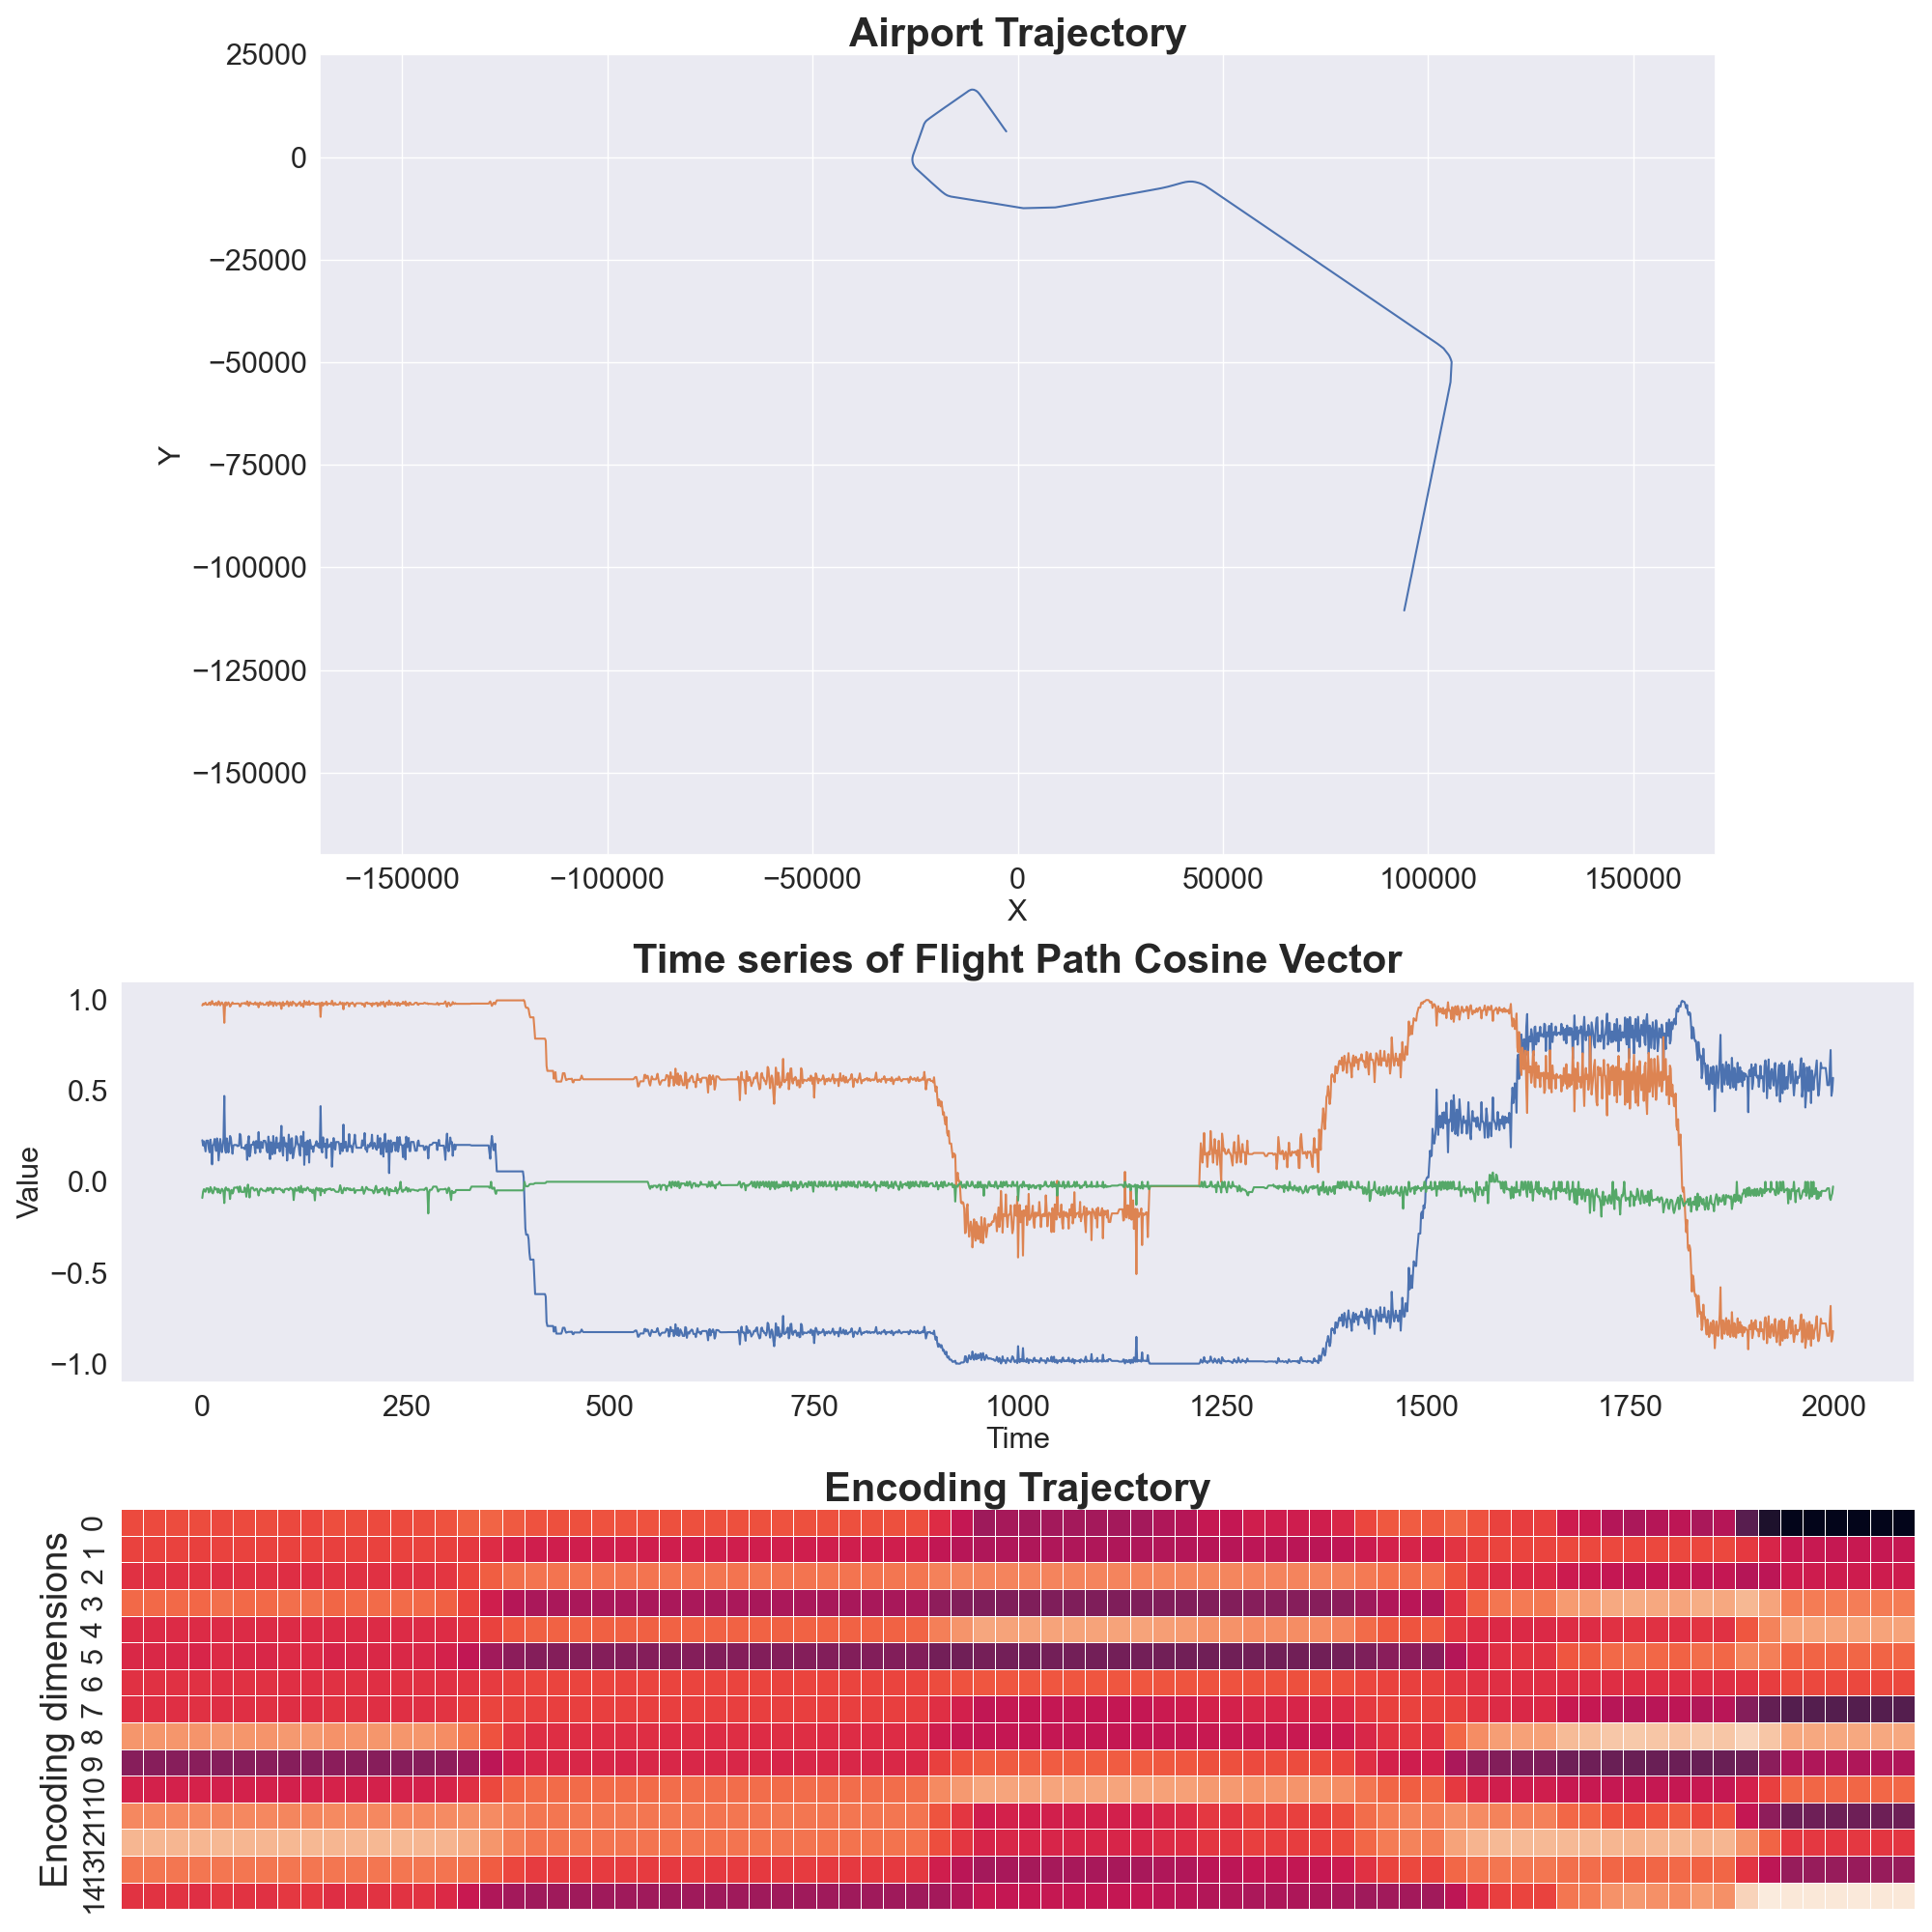 Airport Trajectory
25000
0
−25000
−50000
−75000
−100000
−125000
−150000
Y
−150000 −100000 −50000 0 50000 100000 150000
X
Time series of Flight Path Cosine Vector
1.0
0.5
0.0
−0.5
−1.0
Value
0 250 500 750 1000 1250 1500 1750 2000
Time
Encoding Trajectory
Encoding dimensions
0
1
2
3
4
5
6
7
8
9
10
11
12
13
14